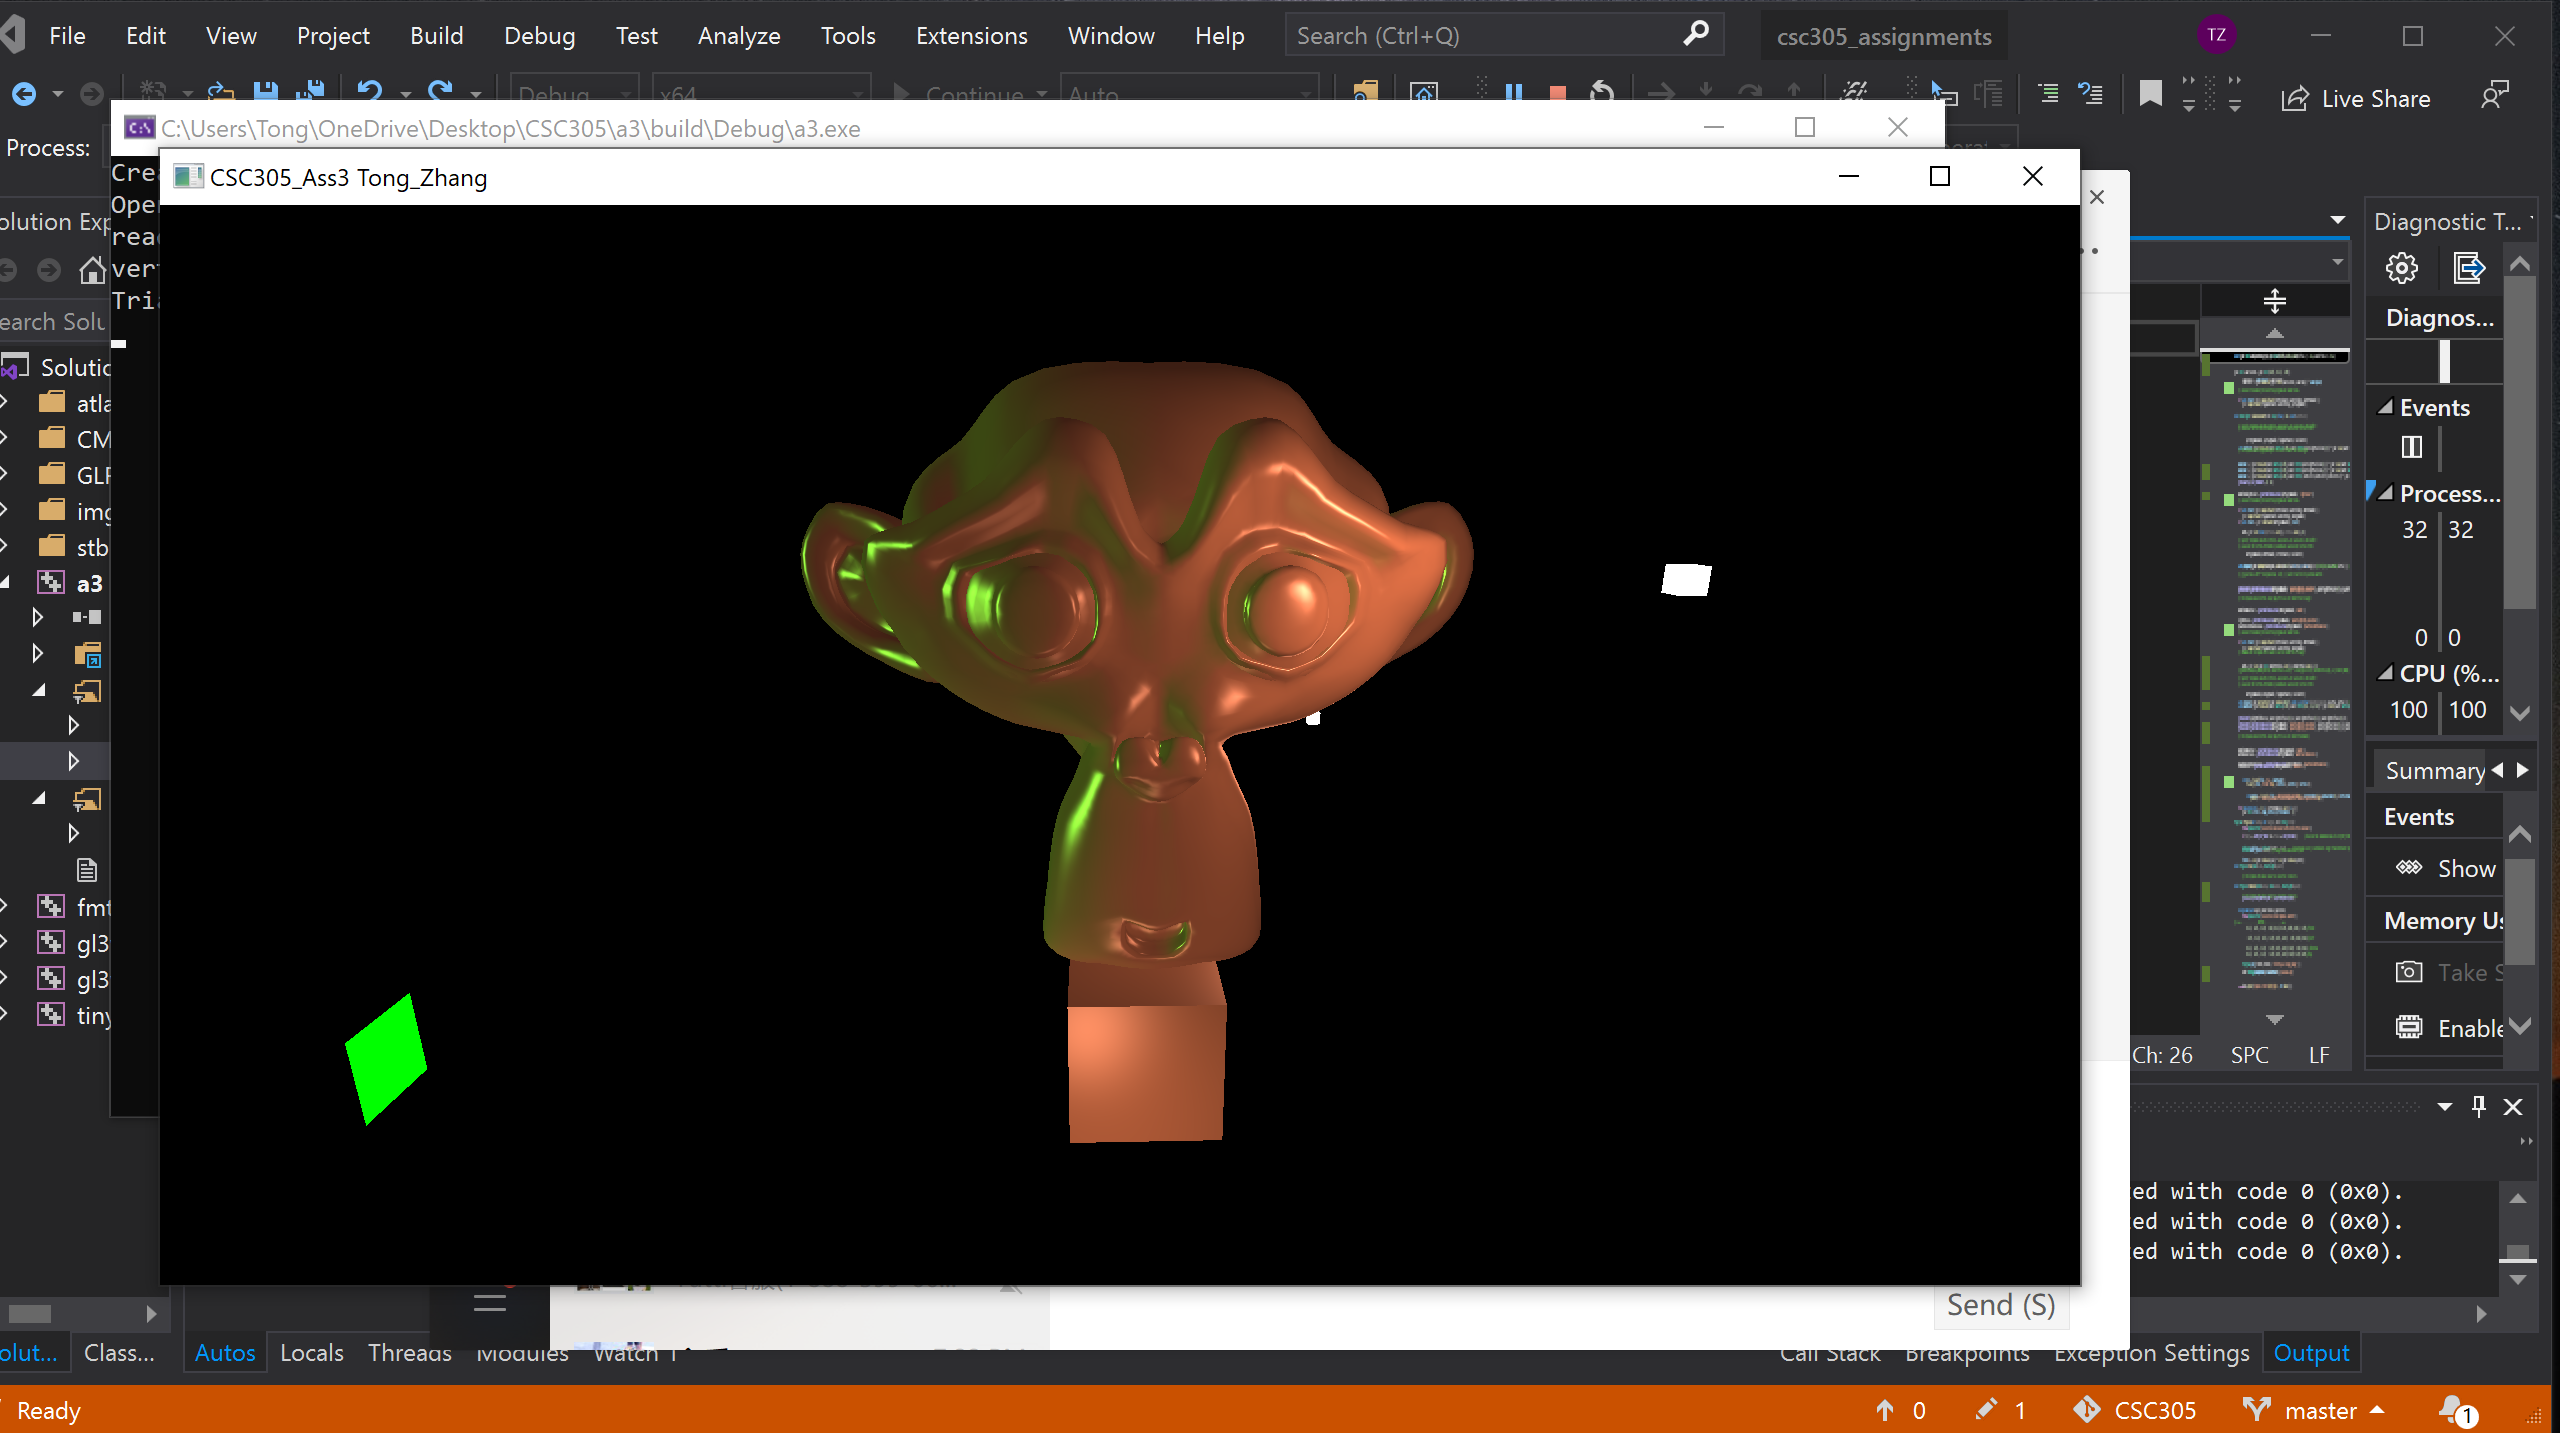 File Edit View Project Build Debug Test Analyze Tools Extensions Window Help Search (Ctrl+Q) csc305_assignments TZ
Debug x64 Continue Auto Live Share
Process:
C:\Users\Tong\OneDrive\Desktop\CSC305\a3\build\Debug\a3.exe
CSC305_Ass3 Tong_Zhang
Cre
Ope
rea
ver
Tria
olution Exp
earch Solu
Solutio
atla
CM
GLF
img
stb
a3
fmt
gl3
gl3
tiny
Diagnostic T...
Diagnos...
Events
Process...
32 32
0 0
CPU (%...
100 100
Summary
Events
Show
Memory Us
Take S
Enable
Ch: 26 SPC LF
ed with code 0 (0x0).
ed with code 0 (0x0).
ed with code 0 (0x0).
Send (S)
olut... Class... Autos Locals Threads Modules Watch 1 Call Stack Breakpoints Exception Settings Output
Ready 0 1 CSC305 master 1